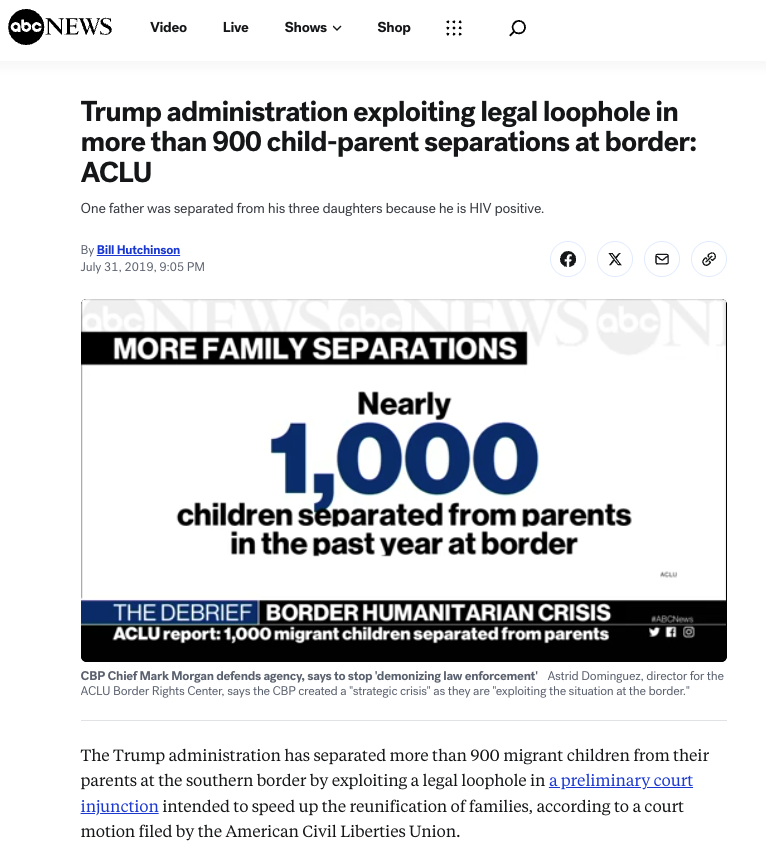 abc NEWS Video Live Shows Shop
Trump administration exploiting legal loophole in
more than 900 child-parent separations at border:
ACLU
One father was separated from his three daughters because he is HIV positive.
By Bill Hutchinson
July 31, 2019, 9:05 PM
abc NEWS abc NEWS abc N
MORE FAMILY SEPARATIONS
Nearly
1,000
children separated from parents
in the past year at border
ACLU
THE DEBRIEF BORDER HUMANITARIAN CRISIS
#ABCNews
ACLU report: 1,000 migrant children separated from parents
CBP Chief Mark Morgan defends agency, says to stop 'demonizing law enforcement' Astrid Dominguez, director for the
ACLU Border Rights Center, says the CBP created a "strategic crisis" as they are "exploiting the situation at the border."
The Trump administration has separated more than 900 migrant children from their
parents at the southern border by exploiting a legal loophole in a preliminary court
injunction intended to speed up the reunification of families, according to a court
motion filed by the American Civil Liberties Union.